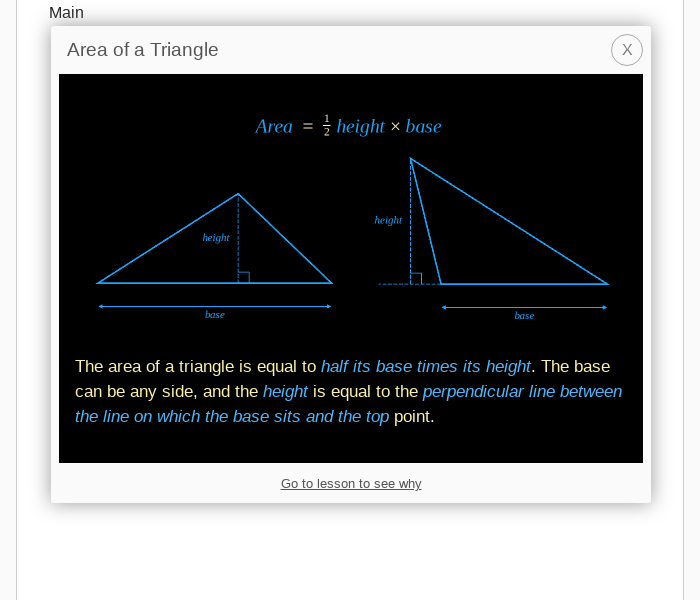 Main
Area of a Triangle
X
Area = 1/2 height × base
height
height
base
base
The area of a triangle is equal to half its base times its height. The base
can be any side, and the height is equal to the perpendicular line between
the line on which the base sits and the top point.
Go to lesson to see why